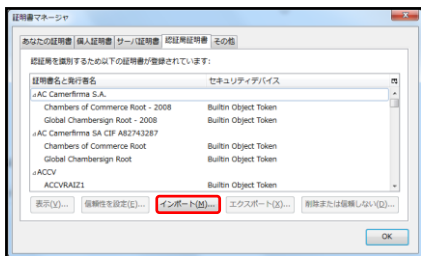 証明書マネージャ
あなたの証明書 個人証明書 サーバ証明書 認証局証明書 その他
認証局を識別するため以下の証明書が登録されています:
証明書名と発行者名 セキュリティデバイス
AC Camerfirma S.A.
Chambers of Commerce Root - 2008 Builtin Object Token
Global Chambersign Root - 2008 Builtin Object Token
AC Camerfirma SA CIF A82743287
Chambers of Commerce Root Builtin Object Token
Global Chambersign Root Builtin Object Token
ACCV
ACCVRAIZ1 Builtin Object Token
表示(V)... 信頼性を設定(E)... インポート(M)... エクスポート(X)... 削除または信頼しない(D)...
OK